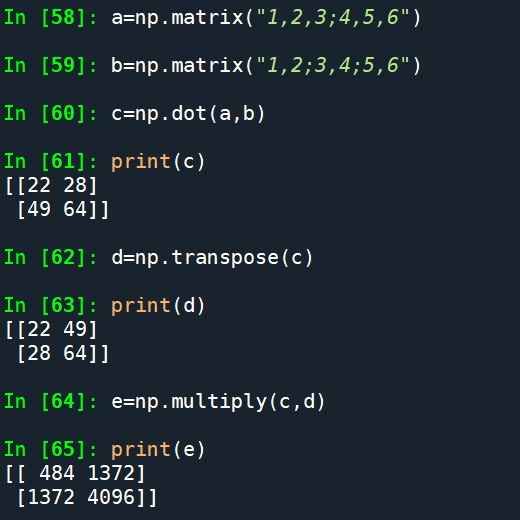 In [58]: a=np.matrix("1,2,3;4,5,6")
In [59]: b=np.matrix("1,2;3,4;5,6")
In [60]: c=np.dot(a,b)
In [61]: print(c)
[[22 28]
 [49 64]]
In [62]: d=np.transpose(c)
In [63]: print(d)
[[22 49]
 [28 64]]
In [64]: e=np.multiply(c,d)
In [65]: print(e)
[[ 484 1372]
 [1372 4096]]